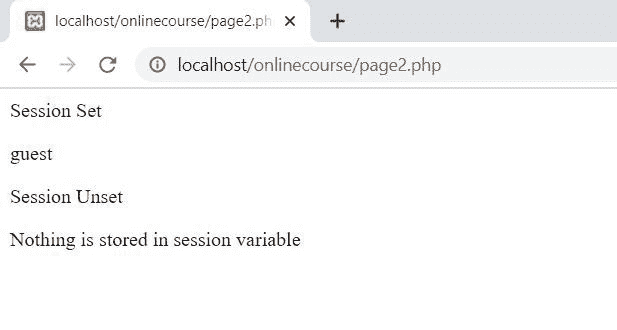 localhost/onlinecourse/page2.ph
localhost/onlinecourse/page2.php
Session Set
guest
Session Unset
Nothing is stored in session variable